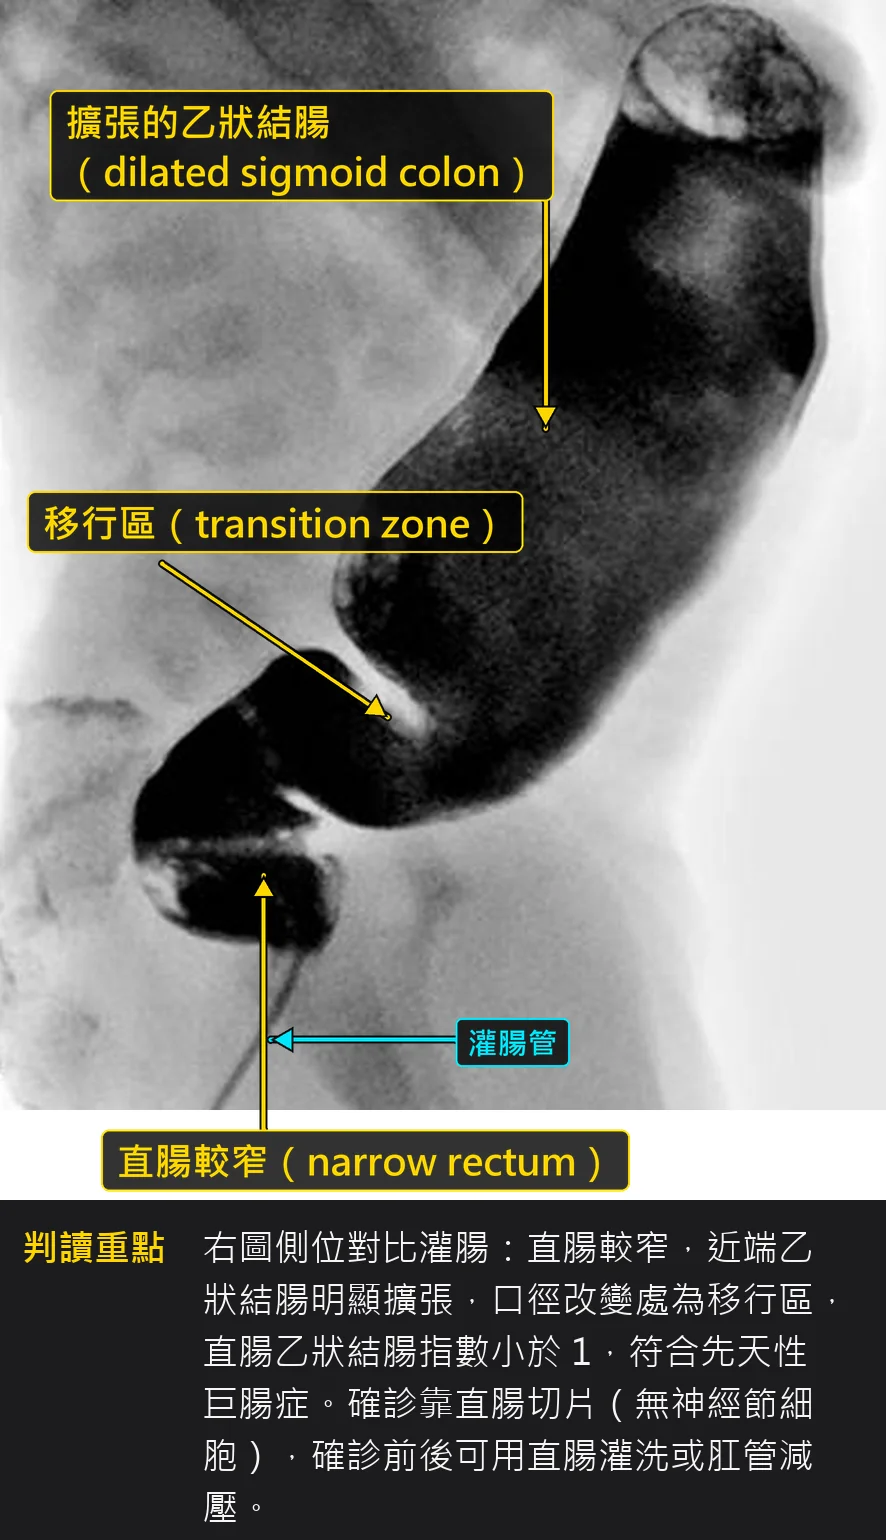 擴張的乙狀結腸
（dilated sigmoid colon）
移行區（transition zone）
灌腸管
直腸較窄（narrow rectum）
判讀重點
右圖側位對比灌腸：直腸較窄，近端乙
狀結腸明顯擴張，口徑改變處為移行區，
直腸乙狀結腸指數小於 1，符合先天性
巨腸症。確診靠直腸切片（無神經節細
胞），確診前後可用直腸灌洗或肛管減
壓。